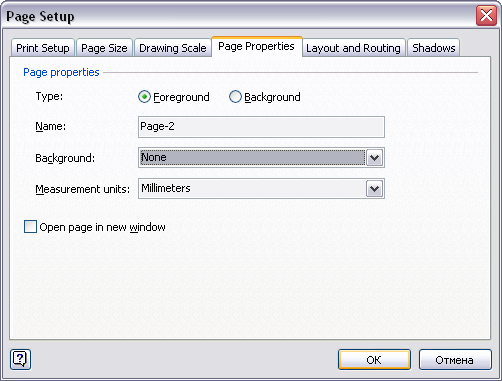 Page Setup
Print Setup Page Size Drawing Scale Page Properties Layout and Routing Shadows
Page properties
Type: Foreground Background
Name: Page-2
Background: None
Measurement units: Millimeters
Open page in new window
? OK Отмена